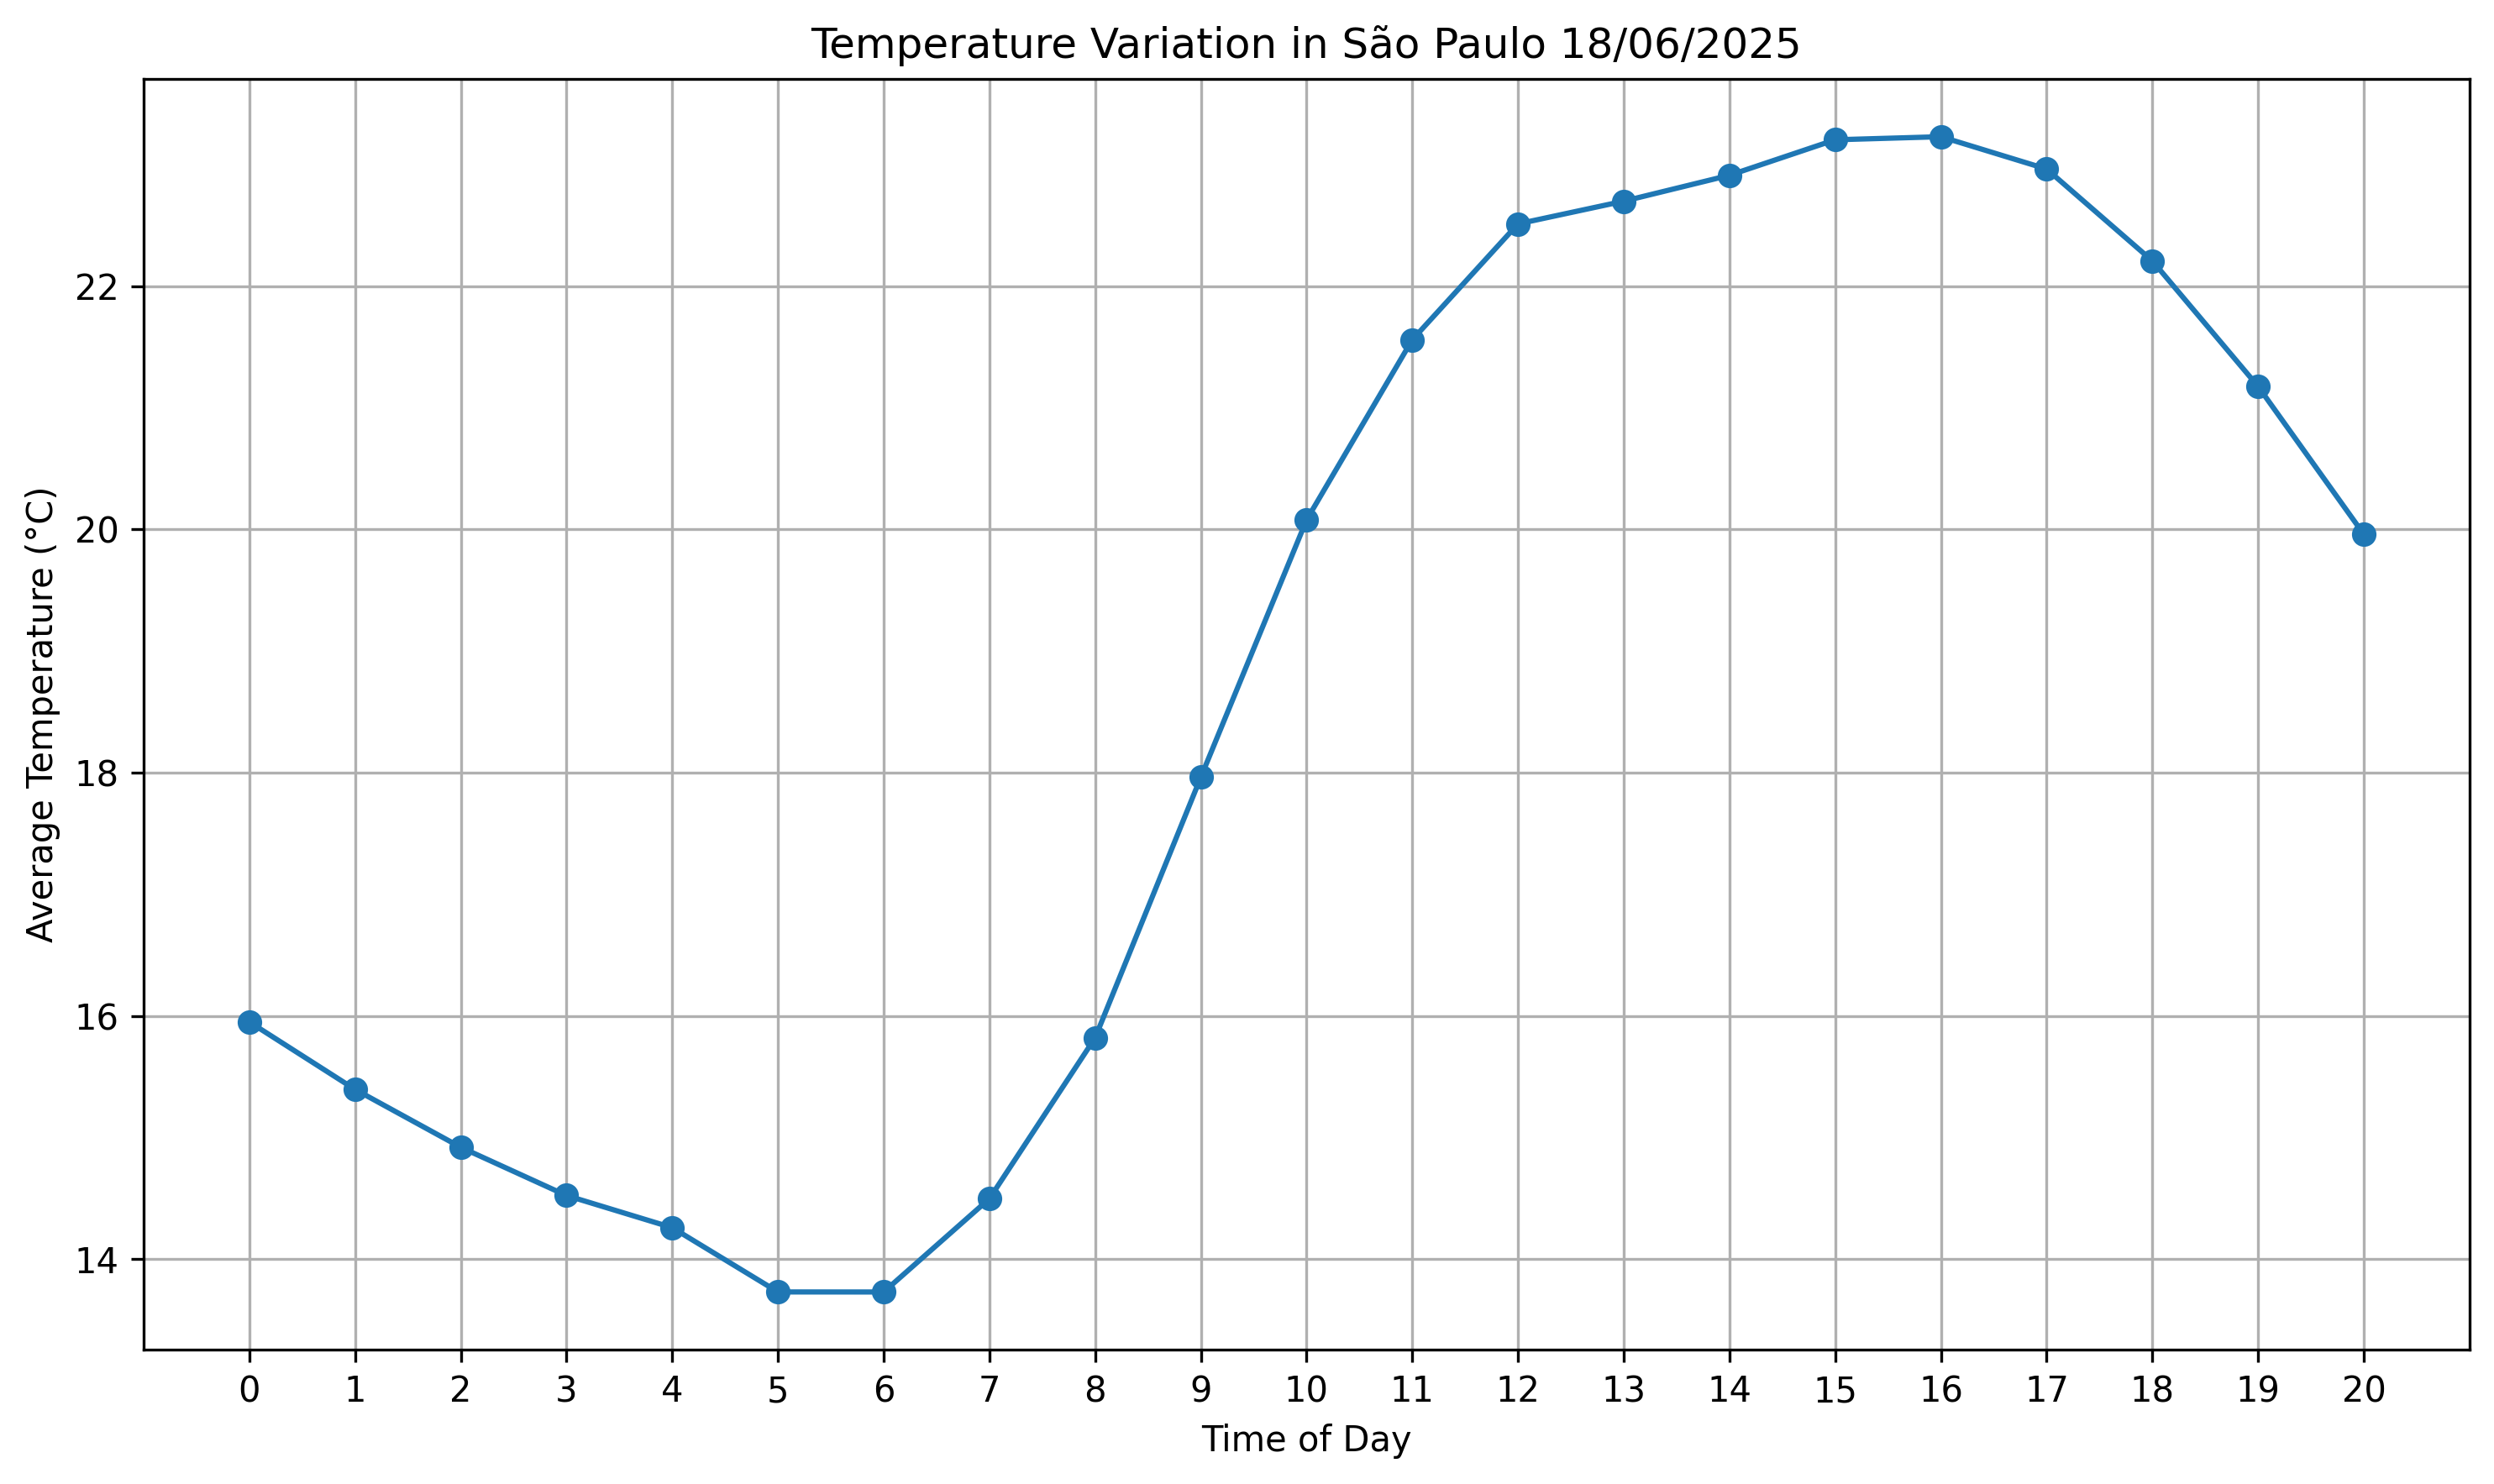 Temperature Variation in São Paulo 18/06/2025
Average Temperature (°C)
22
20
18
16
14
0 1 2 3 4 5 6 7 8 9 10 11 12 13 14 15 16 17 18 19 20
Time of Day